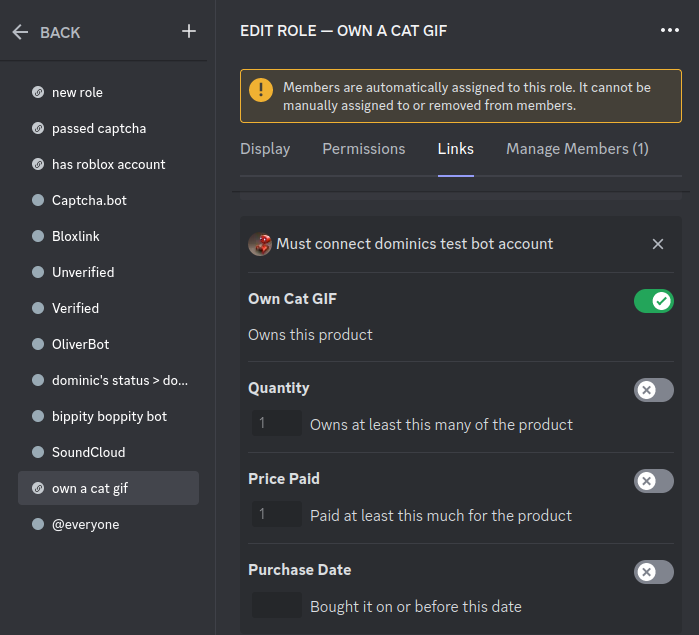 BACK
new role
passed captcha
has roblox account
Captcha.bot
Bloxlink
Unverified
Verified
OliverBot
dominic's status > do...
bippity boppity bot
SoundCloud
own a cat gif
@everyone
EDIT ROLE — OWN A CAT GIF
Members are automatically assigned to this role. It cannot be
manually assigned to or removed from members.
Display Permissions Links Manage Members (1)
Must connect dominics test bot account
Own Cat GIF
Owns this product
Quantity
1 Owns at least this many of the product
Price Paid
1 Paid at least this much for the product
Purchase Date
Bought it on or before this date